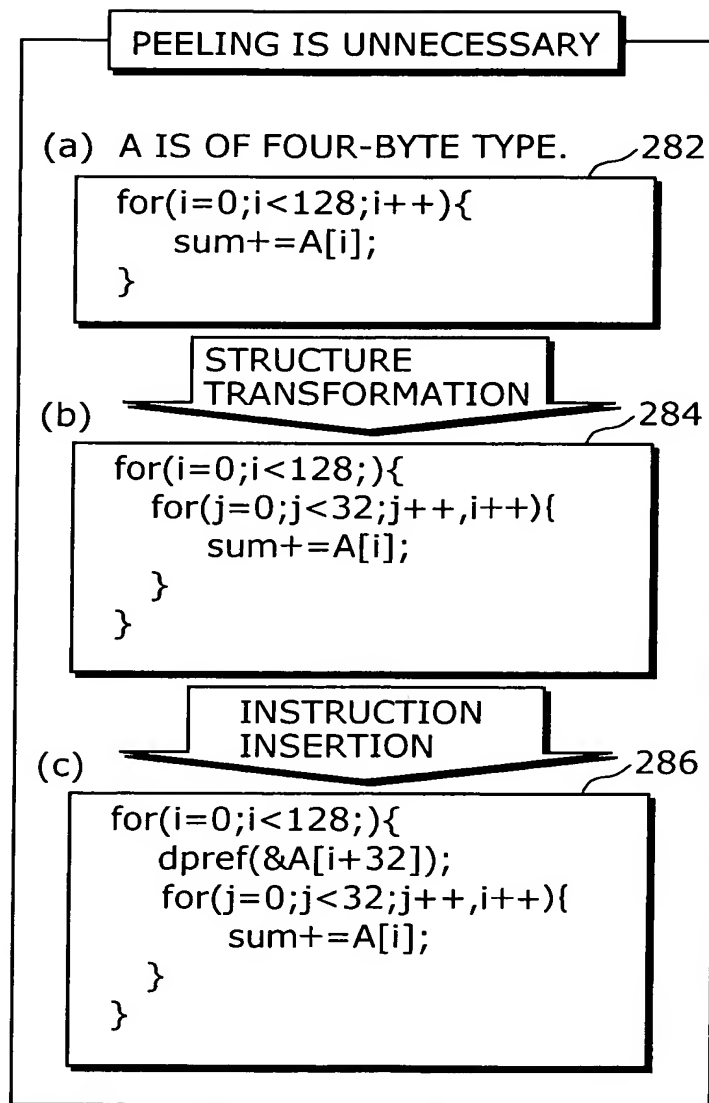 PEELING IS UNNECESSARY
(a) A IS OF FOUR-BYTE TYPE.
282
for(i=0;i<128;i++){
sum+=A[i];
}
STRUCTURE
TRANSFORMATION
(b)
284
for(i=0;i<128;){
for(j=0;j<32;j++,i++){
sum+=A[i];
}
}
INSTRUCTION
INSERTION
(c)
286
for(i=0;i<128;){
dpref(&A[i+32]);
for(j=0;j<32;j++,i++){
sum+=A[i];
}
}